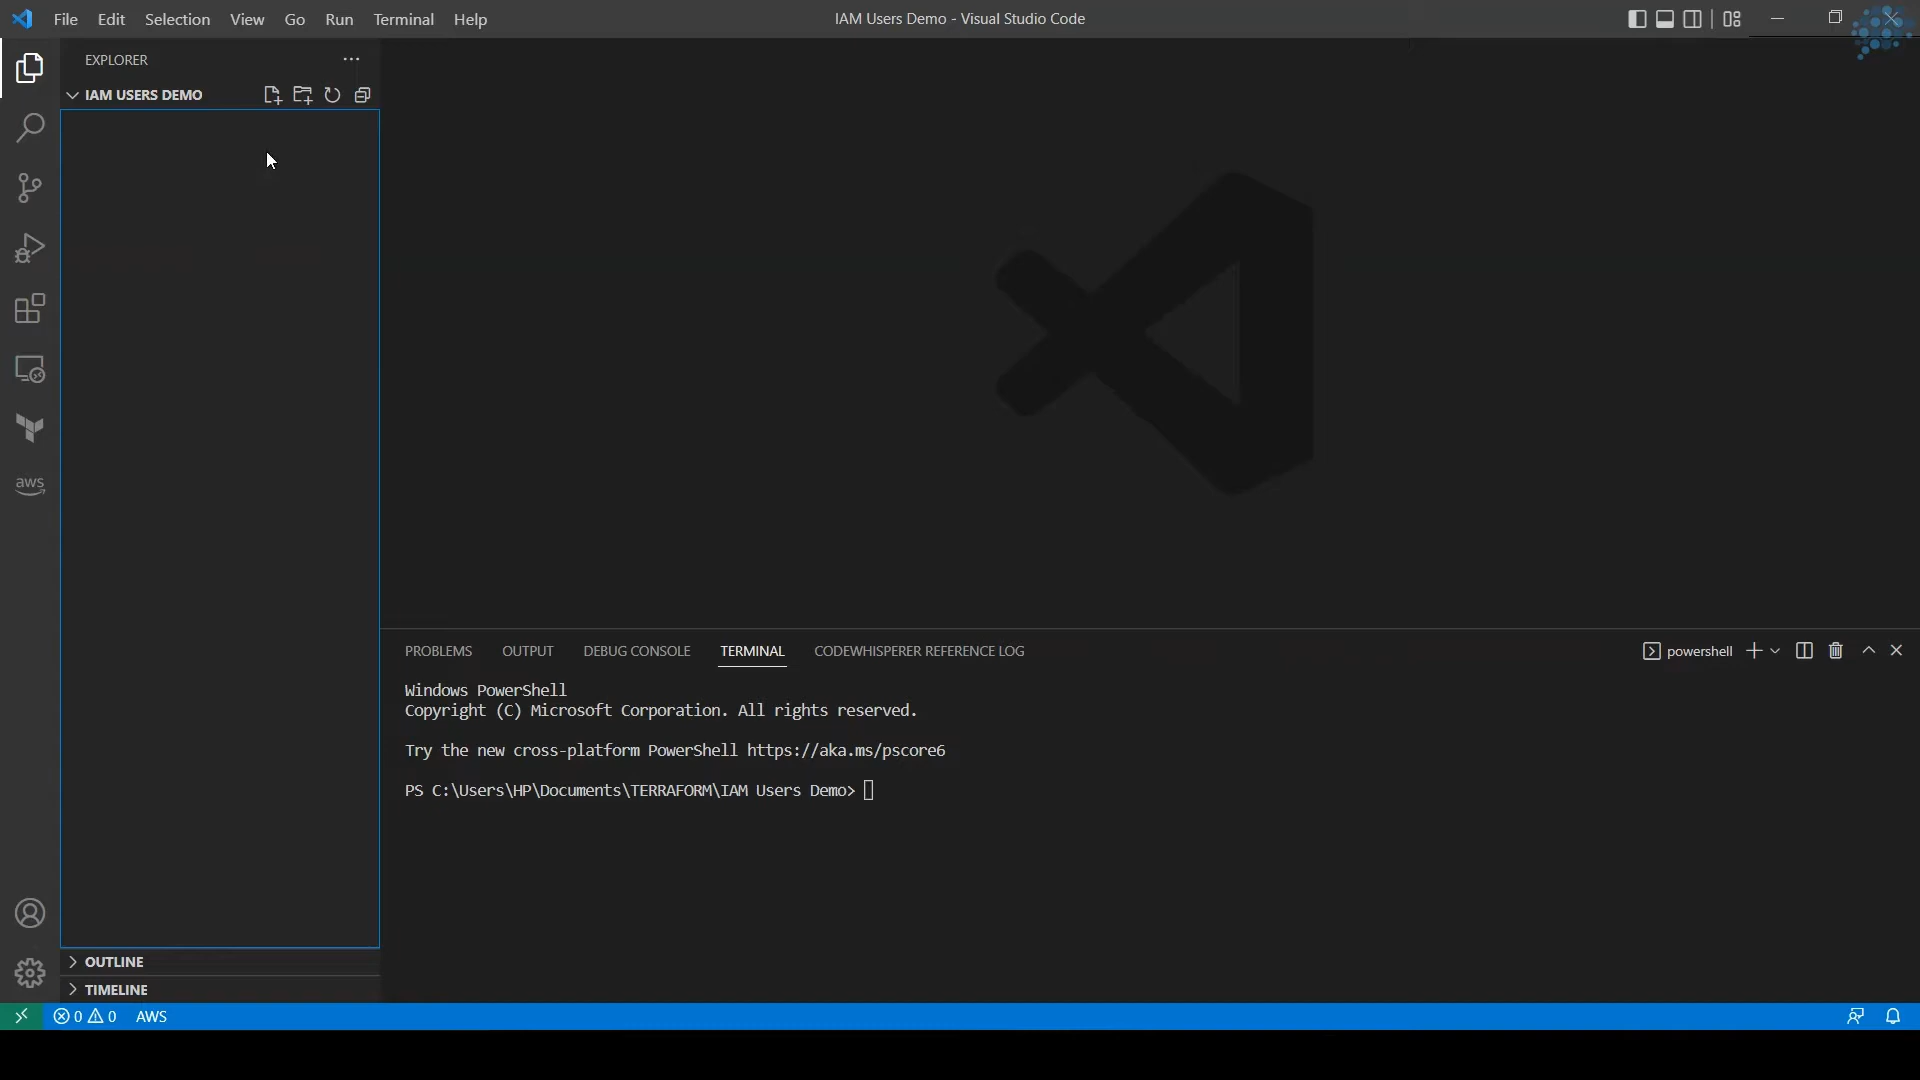 File Edit Selection View Go Run Terminal Help
IAM Users Demo - Visual Studio Code
EXPLORER
IAM USERS DEMO
aws
OUTLINE
TIMELINE
PROBLEMS OUTPUT DEBUG CONSOLE TERMINAL CODEWHISPERER REFERENCE LOG
powershell
Windows PowerShell
Copyright (C) Microsoft Corporation. All rights reserved.
Try the new cross-platform PowerShell https://aka.ms/pscore6
PS C:\Users\HP\Documents\TERRAFORM\IAM Users Demo>
0 0 AWS